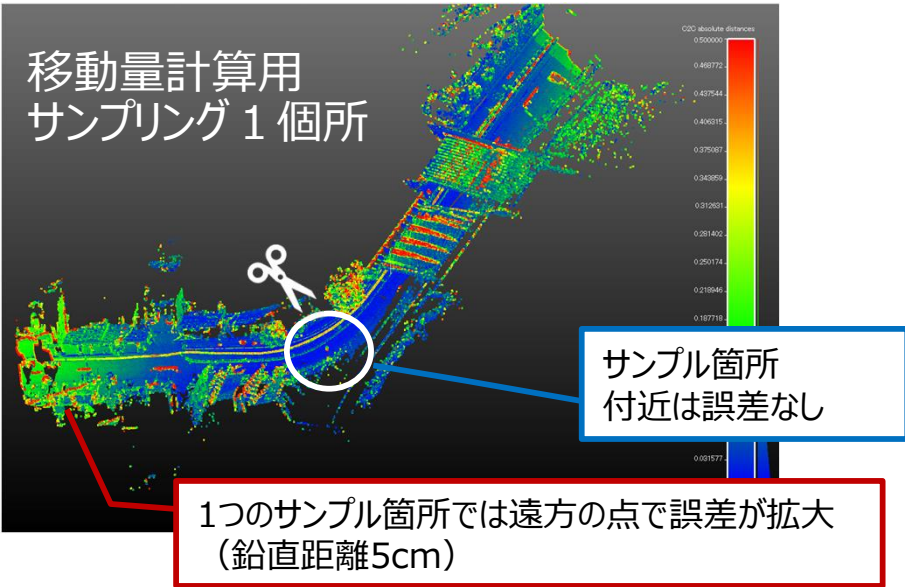 移動量計算用
サンプリング１個所
C2C absolute distances
0.500000
0.468772
0.437544
0.406315
0.375087
0.343859
0.312631
0.281402
0.250174
0.218946
0.187718
サンプル箇所
付近は誤差なし
0.031577
1つのサンプル箇所では遠方の点で誤差が拡大
（鉛直距離5cm）